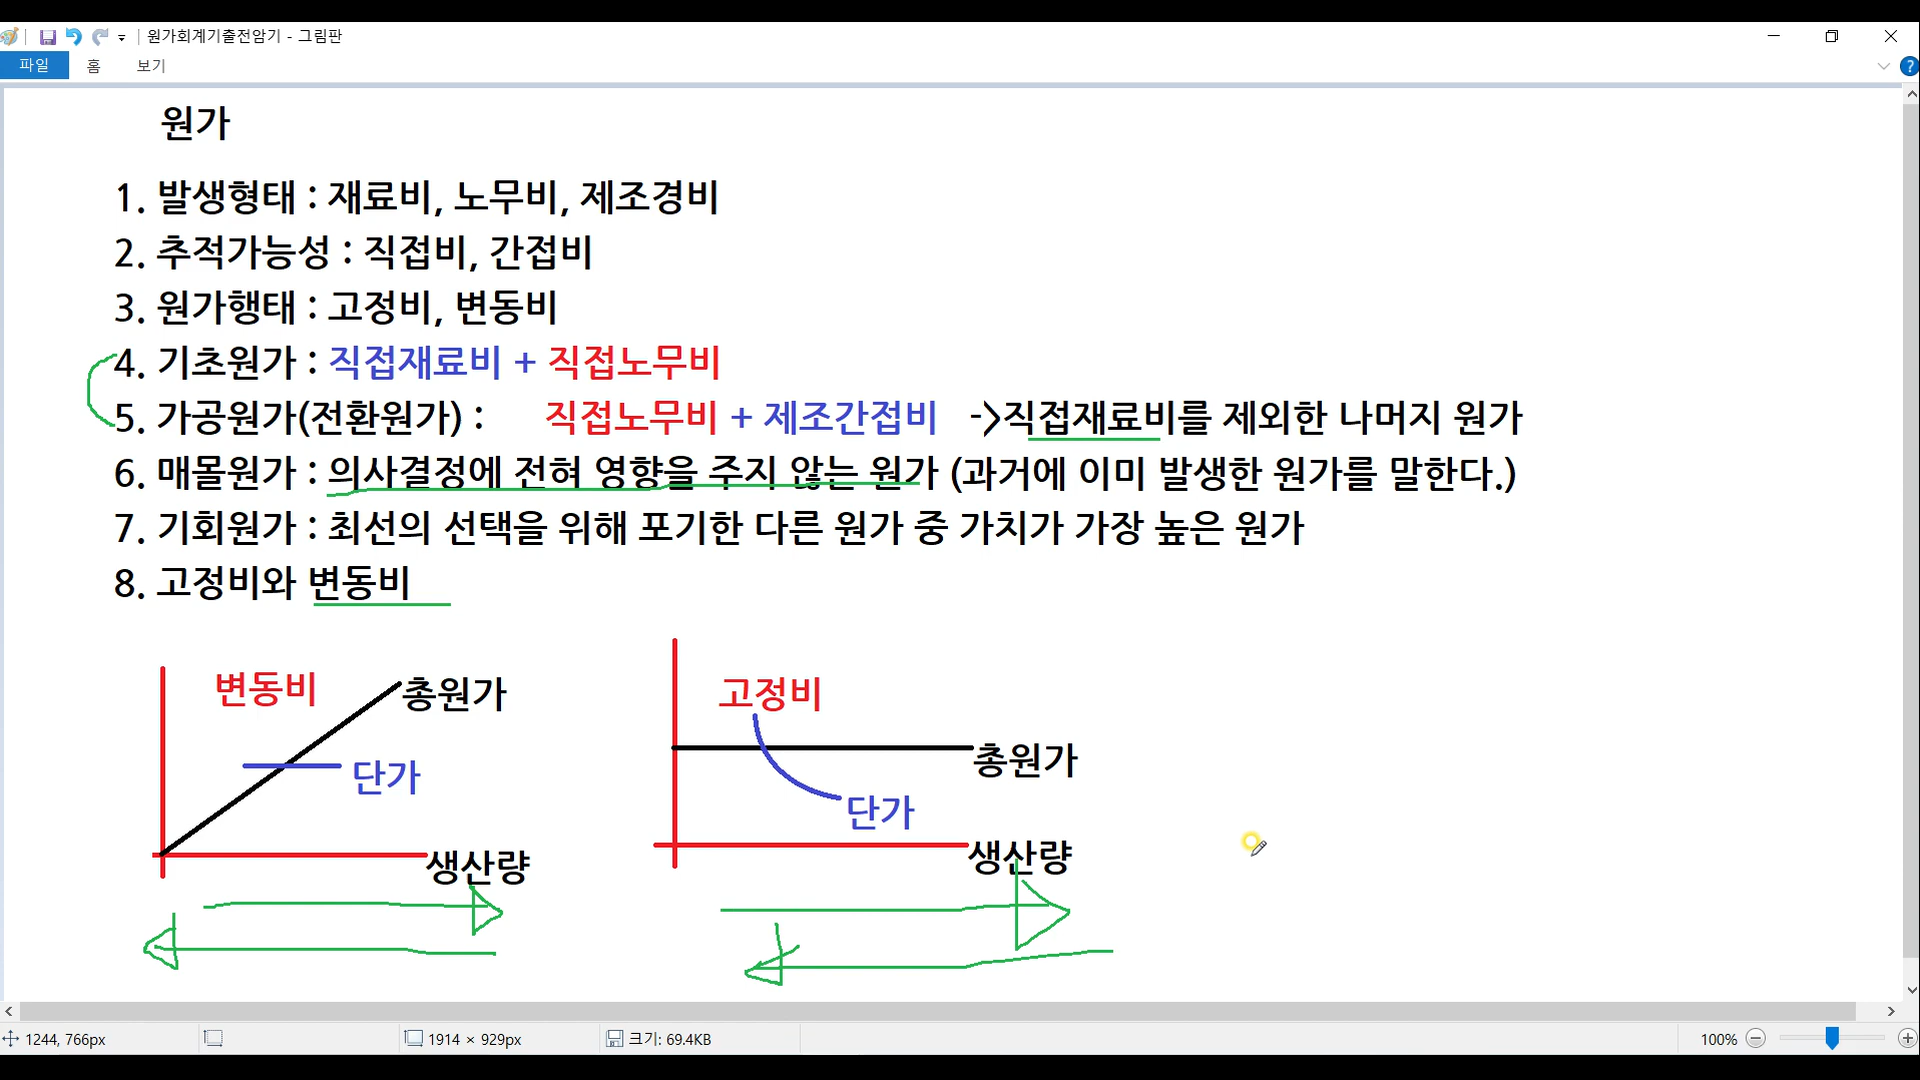 원가회계기출전암기 - 그림판
파일 홈 보기
원가
1. 발생형태 : 재료비, 노무비, 제조경비
2. 추적가능성 : 직접비, 간접비
3. 원가행태 : 고정비, 변동비
4. 기초원가 : 직접재료비 + 직접노무비
5. 가공원가(전환원가) : 직접노무비 + 제조간접비 ->직접재료비를 제외한 나머지 원가
6. 매몰원가 : 의사결정에 전혀 영향을 주지 않는 원가 (과거에 이미 발생한 원가를 말한다.)
7. 기회원가 : 최선의 선택을 위해 포기한 다른 원가 중 가치가 가장 높은 원가
8. 고정비와 변동비
변동비
총원가
단가
생산량
고정비
총원가
단가
생산량
1244, 766px 1914 × 929px 크기: 69.4KB 100%